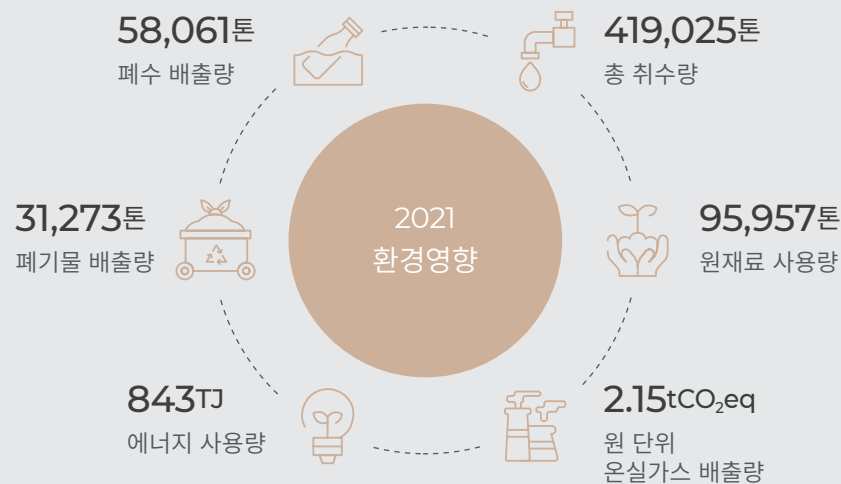 58,061톤
폐수 배출량
419,025톤
총 취수량
31,273톤
폐기물 배출량
2021
환경영향
95,957톤
원재료 사용량
843TJ
에너지 사용량
2.15tCO₂eq
원 단위
온실가스 배출량